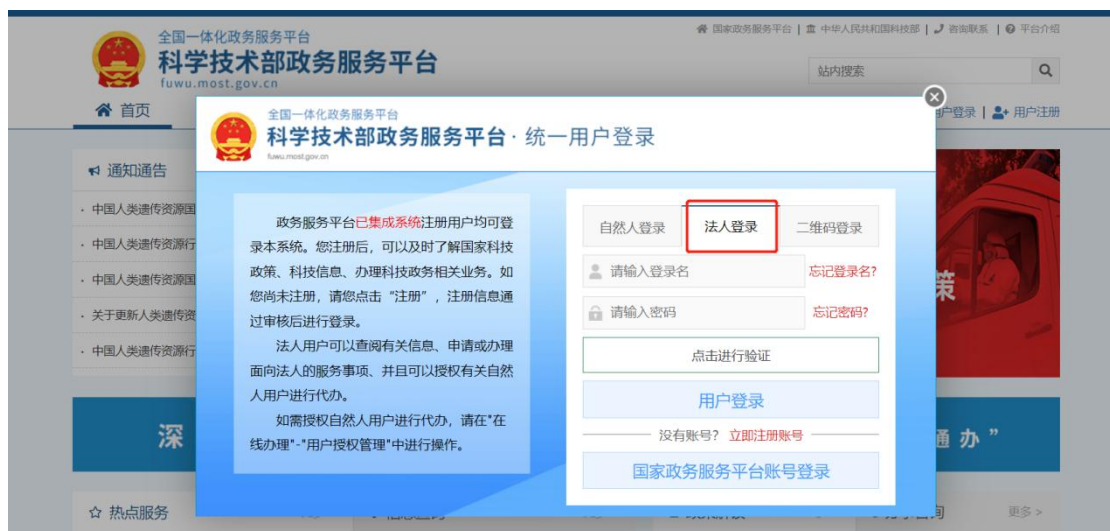 国家政务服务平台 | 中华人民共和国科技部 | 咨询联系 | 平台介绍
全国一体化政务服务平台
科学技术部政务服务平台
fuwu.most.gov.cn
站内搜索
首页
户登录 | 用户注册
全国一体化政务服务平台
科学技术部政务服务平台·统一用户登录
fuwu.most.gov.cn
通知通告
· 中国人类遗传资源国
· 中国人类遗传资源行
· 中国人类遗传资源国
· 关于更新人类遗传资
· 中国人类遗传资源行
政务服务平台已集成系统注册用户均可登
录本系统。您注册后，可以及时了解国家科技
政策、科技信息、办理科技政务相关业务。如
您尚未注册，请您点击“注册”，注册信息通
过审核后进行登录。
法人用户可以查阅有关信息、申请或办理
面向法人的服务事项、并且可以授权有关自然
人用户进行代办。
如需授权自然人用户进行代办，请在"在
线办理"-"用户授权管理"中进行操作。
自然人登录 法人登录 二维码登录
请输入登录名 忘记登录名?
请输入密码 忘记密码?
点击进行验证
用户登录
没有账号? 立即注册账号
国家政务服务平台账号登录
策
深
通办”
热点服务
更多 >